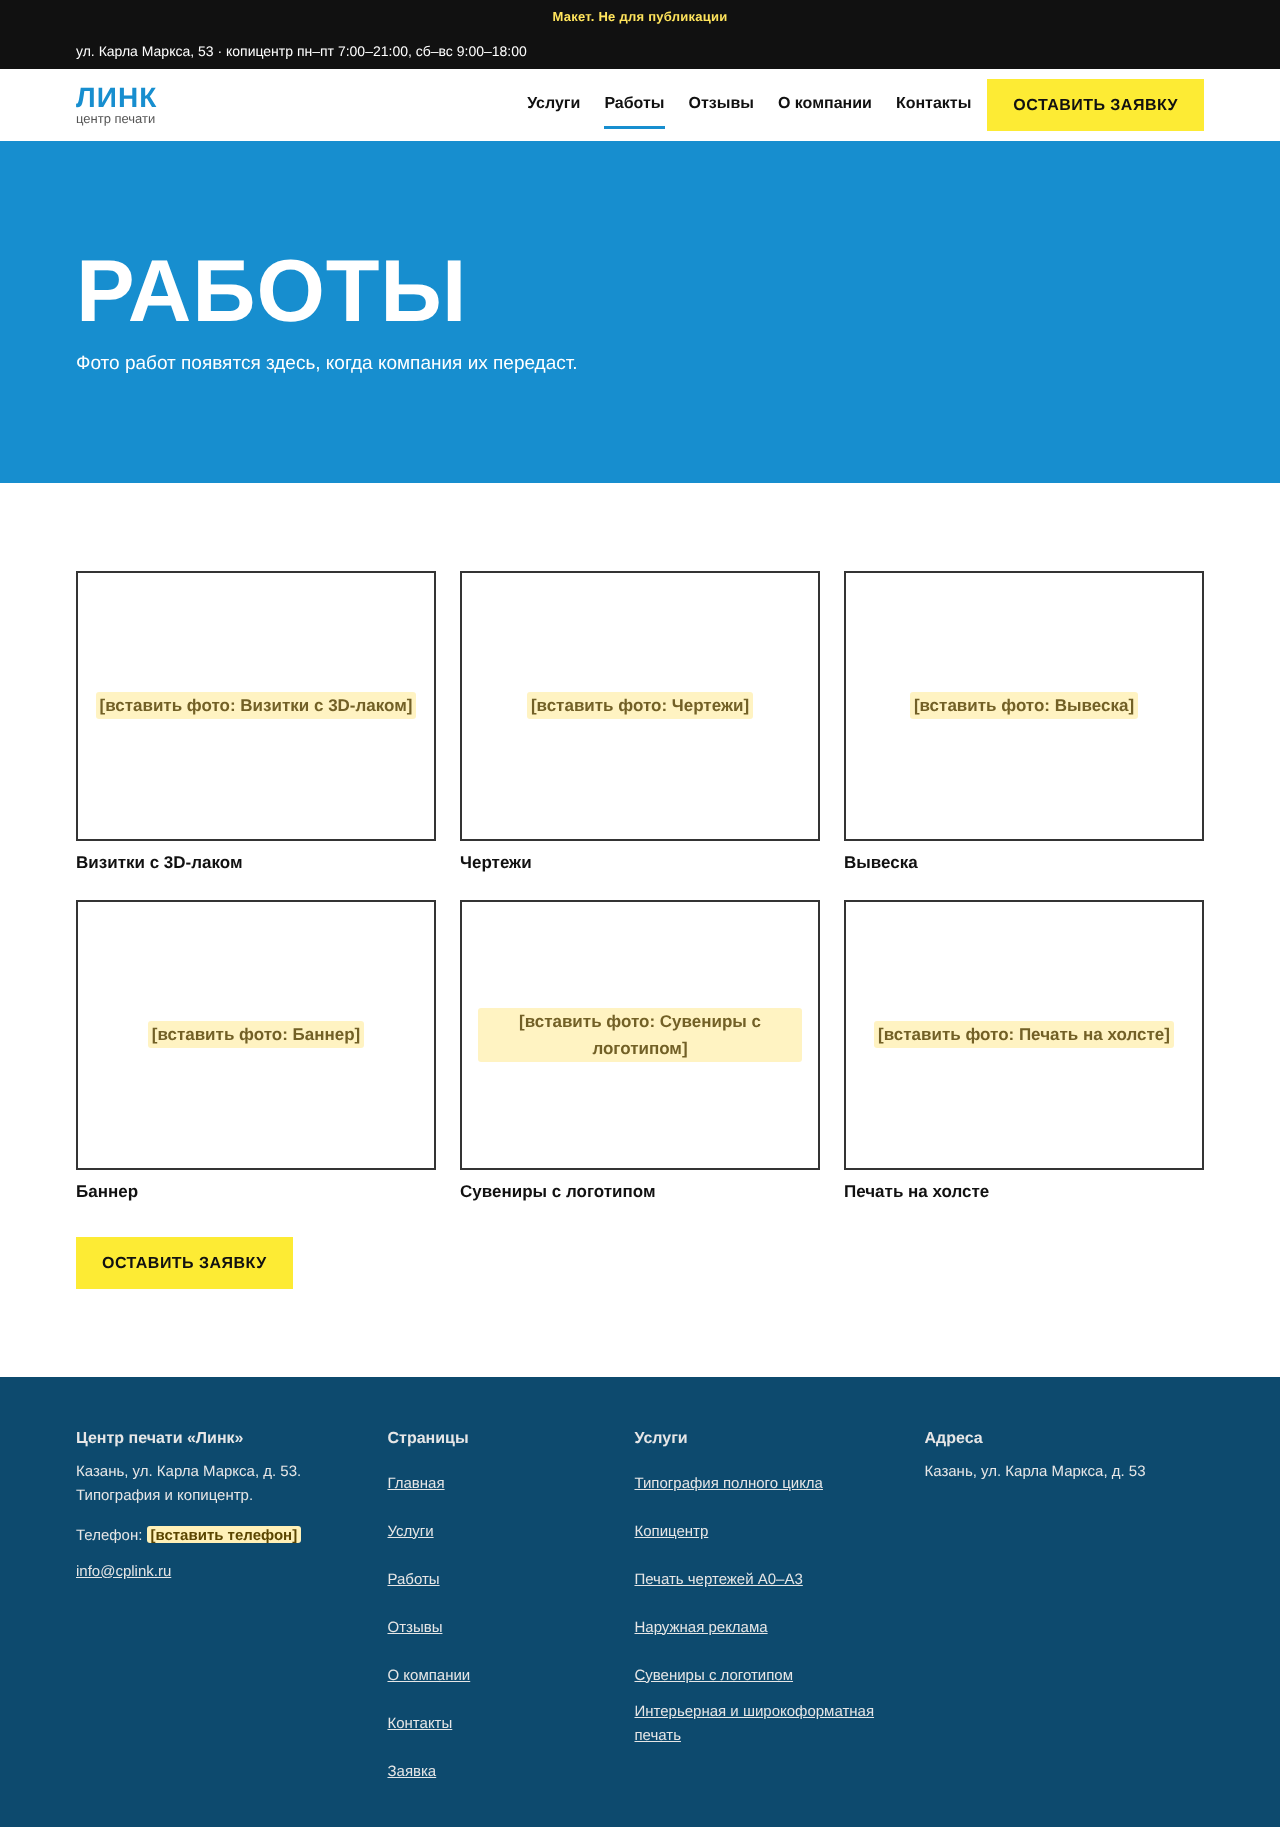 Макет. Не для публикации
ул. Карла Маркса, 53 · копицентр пн–пт 7:00–21:00, сб–вс 9:00–18:00
ЛИНК
центр печати
Услуги
Работы
Отзывы
О компании
Контакты
ОСТАВИТЬ ЗАЯВКУ
РАБОТЫ
Фото работ появятся здесь, когда компания их передаст.
[вставить фото: Визитки с 3D-лаком]
[вставить фото: Чертежи]
[вставить фото: Вывеска]
Визитки с 3D-лаком
Чертежи
Вывеска
[вставить фото: Баннер]
[вставить фото: Сувениры с
логотипом]
[вставить фото: Печать на холсте]
Баннер
Сувениры с логотипом
Печать на холсте
ОСТАВИТЬ ЗАЯВКУ
Центр печати «Линк»
Казань, ул. Карла Маркса, д. 53.
Типография и копицентр.
Телефон: [вставить телефон]
info@cplink.ru
Страницы
Главная
Услуги
Работы
Отзывы
О компании
Контакты
Заявка
Услуги
Типография полного цикла
Копицентр
Печать чертежей А0–А3
Наружная реклама
Сувениры с логотипом
Интерьерная и широкоформатная
печать
Адреса
Казань, ул. Карла Маркса, д. 53